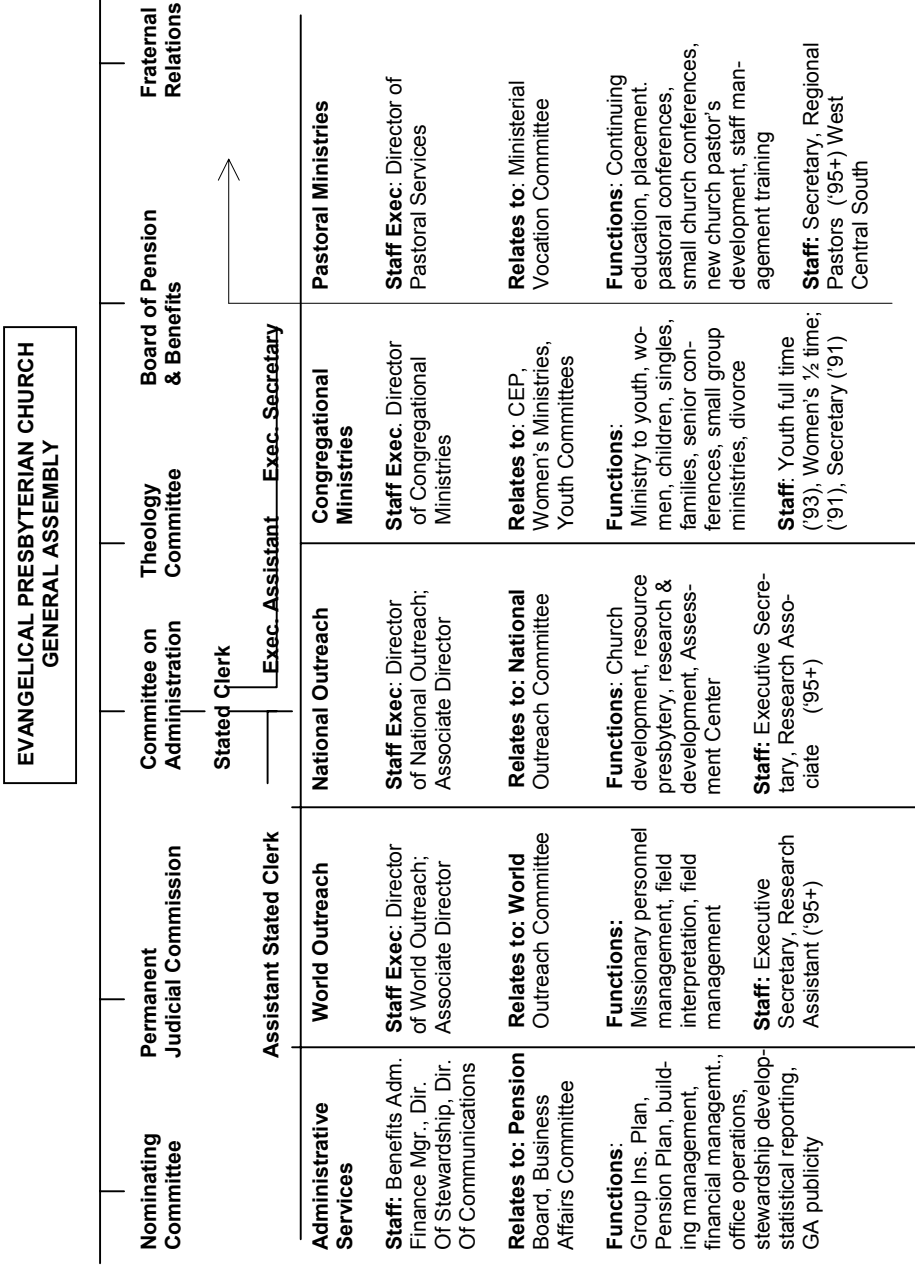 EVANGELICAL PRESBYTERIAN CHURCH
GENERAL ASSEMBLY
Nominating
Committee
Permanent
Judicial Commission
Committee on
Administration
Theology
Committee
Board of Pension
& Benefits
Fraternal
Relations
Stated Clerk
Assistant Stated Clerk
Exec. Assistant Exec. Secretary
Administrative
Services
Staff: Benefits Adm.
Finance Mgr., Dir.
Of Stewardship, Dir.
Of Communications
Relates to: Pension
Board, Business
Affairs Committee
Functions:
Group Ins. Plan,
Pension Plan, build-
ing management,
financial managemt.,
office operations,
stewardship develop-
statistical reporting,
GA publicity
World Outreach
Staff Exec: Director
of World Outreach;
Associate Director
Relates to: World
Outreach Committee
Functions:
Missionary personnel
management, field
interpretation, field
management
Staff: Executive
Secretary, Research
Assistant ('95+)
National Outreach
Staff Exec: Director
of National Outreach;
Associate Director
Relates to: National
Outreach Committee
Functions: Church
development, resource
presbytery, research &
development, Assess-
ment Center
Staff: Executive Secre-
tary, Research Asso-
ciate ('95+)
Congregational
Ministries
Staff Exec. Director
of Congregational
Ministries
Relates to: CEP,
Women's Ministries,
Youth Committees
Functions:
Ministry to youth, wo-
men, children, singles,
families, senior con-
ferences, small group
ministries, divorce
Staff: Youth full time
('93), Women's ½ time;
('91), Secretary ('91)
Pastoral Ministries
Staff Exec: Director of
Pastoral Services
Relates to: Ministerial
Vocation Committee
Functions: Continuing
education, placement.
pastoral conferences,
small church conferences,
new church pastor's
development, staff man-
agement training
Staff: Secretary, Regional
Pastors ('95+) West
Central South